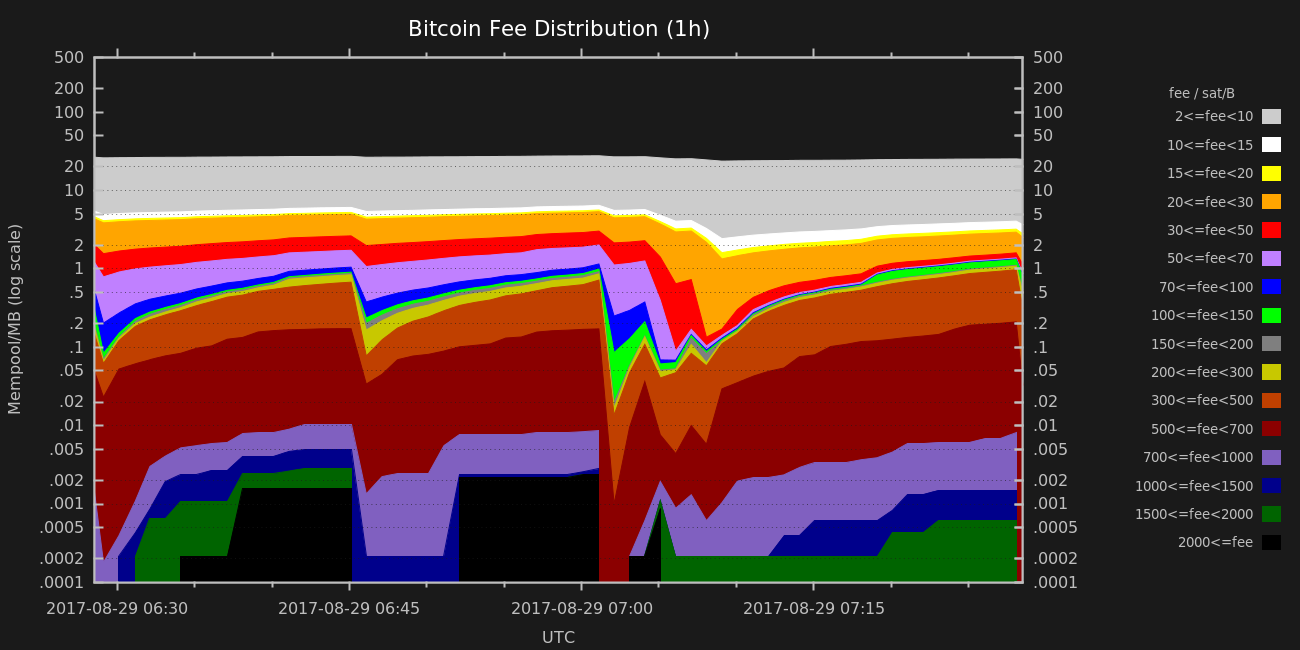 Bitcoin Fee Distribution (1h)
500 500
200 200
100 100
50 50
20 20
10 10
5 5
2 2
1 1
.5 .5
.2 .2
.1 .1
.05 .05
.02 .02
.01 .01
.005 .005
.002 .002
.001 .001
.0005 .0005
.0002 .0002
.0001 .0001
Mempool/MB (log scale)
2017-08-29 06:30 2017-08-29 06:45 2017-08-29 07:00 2017-08-29 07:15
UTC
fee / sat/B
2<=fee<10
10<=fee<15
15<=fee<20
20<=fee<30
30<=fee<50
50<=fee<70
70<=fee<100
100<=fee<150
150<=fee<200
200<=fee<300
300<=fee<500
500<=fee<700
700<=fee<1000
1000<=fee<1500
1500<=fee<2000
2000<=fee